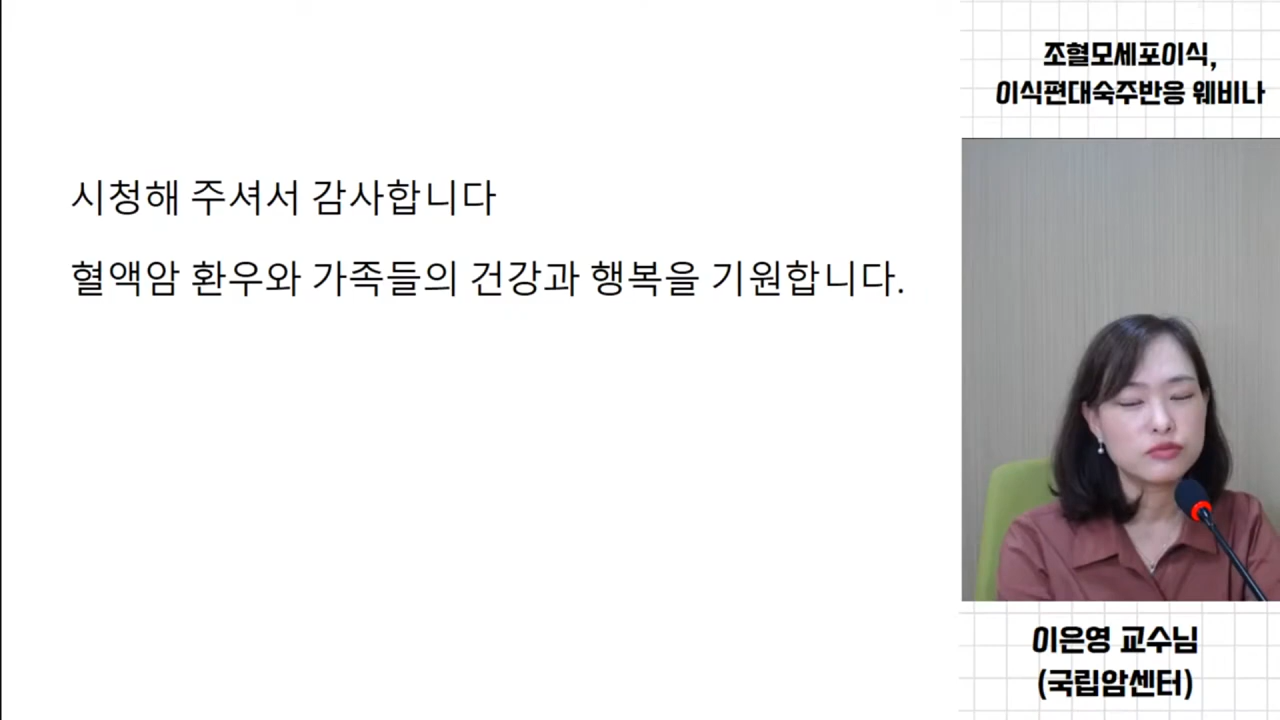 시청해 주셔서 감사합니다
혈액암 환우와 가족들의 건강과 행복을 기원합니다.
조혈모세포이식,
이식편대숙주반응 웨비나
이은영 교수님
(국립암센터)